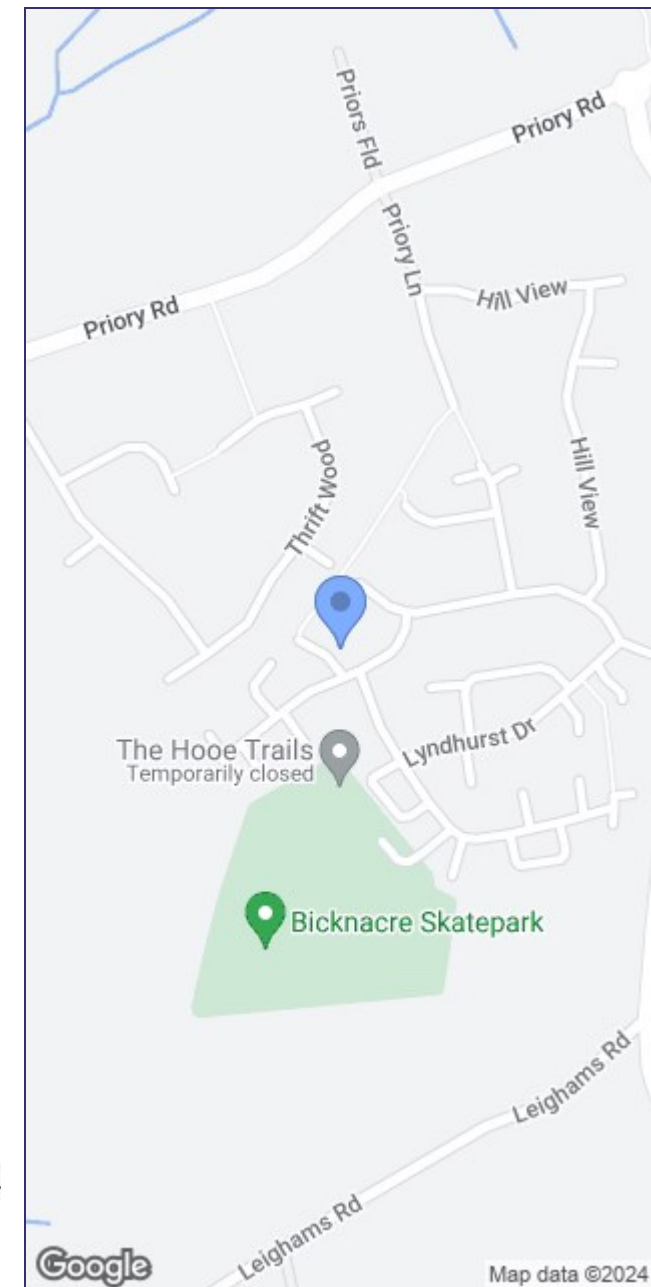 Priors Fld
Priory Rd
Priory Ln
Hill View
Priory Rd
Hill View
Thrift Wood
The Hooe Trails
Temporarily closed
Lyndhurst Dr
Bicknacre Skatepark
Leighams Rd
Leighams Rd
Google
Map data ©2024